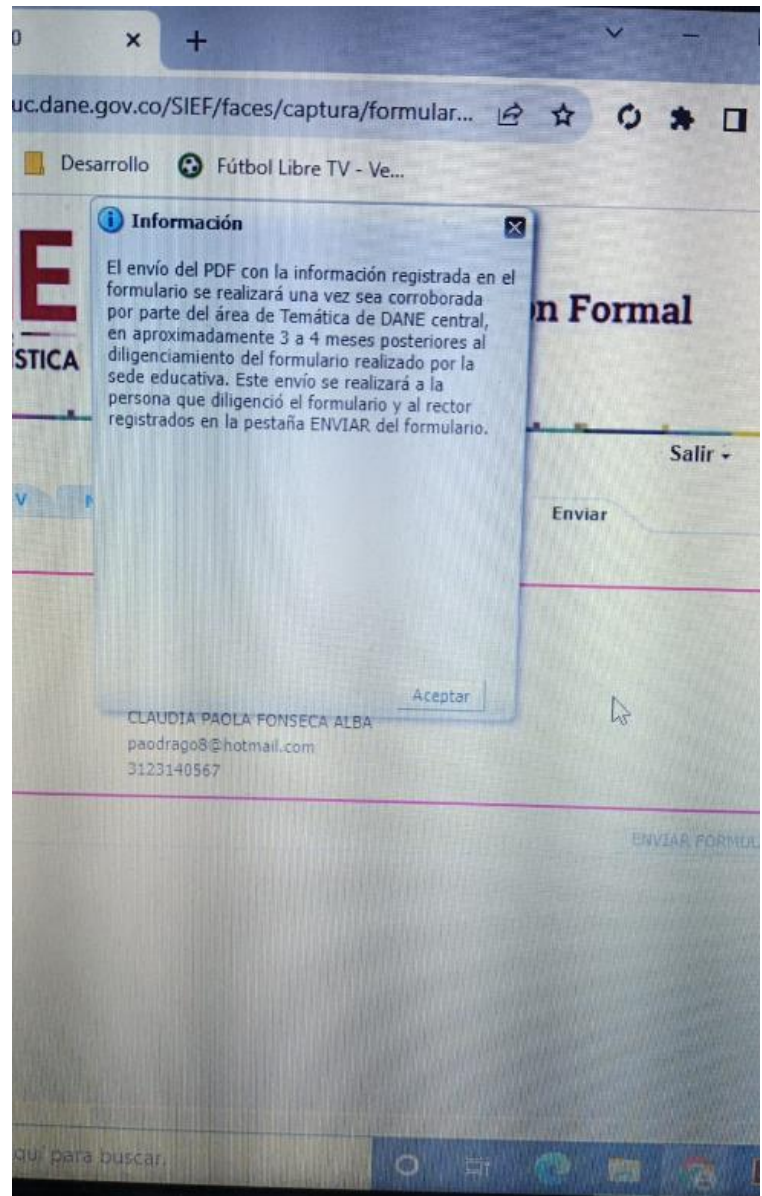 uc.dane.gov.co/SIEF/faces/captura/formular...
Desarrollo
Fútbol Libre TV - Ve...
E
STICA
n Formal
Información
El envío del PDF con la información registrada en el
formulario se realizará una vez sea corroborada
por parte del área de Temática de DANE central,
en aproximadamente 3 a 4 meses posteriores al
diligenciamiento del formulario realizado por la
sede educativa. Este envío se realizará a la
persona que diligenció el formulario y al rector
registrados en la pestaña ENVIAR del formulario.
Salir
V
Enviar
Aceptar
CLAUDIA PAOLA FONSECA ALBA
paodrago8@hotmail.com
3123140567
ENVIAR FORMUL
quí para buscar.